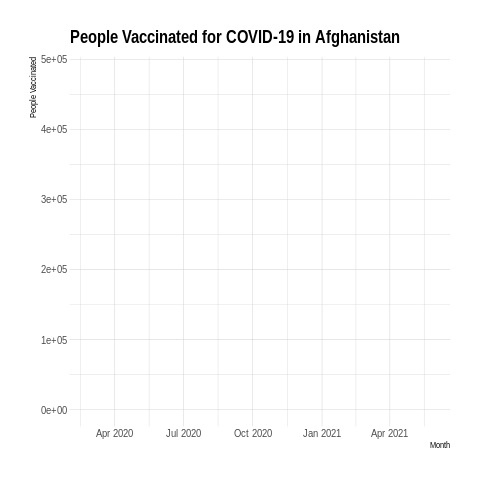 People Vaccinated for COVID-19 in Afghanistan
People Vaccinated
5e+05
4e+05
3e+05
2e+05
1e+05
0e+00
Apr 2020 Jul 2020 Oct 2020 Jan 2021 Apr 2021
Month